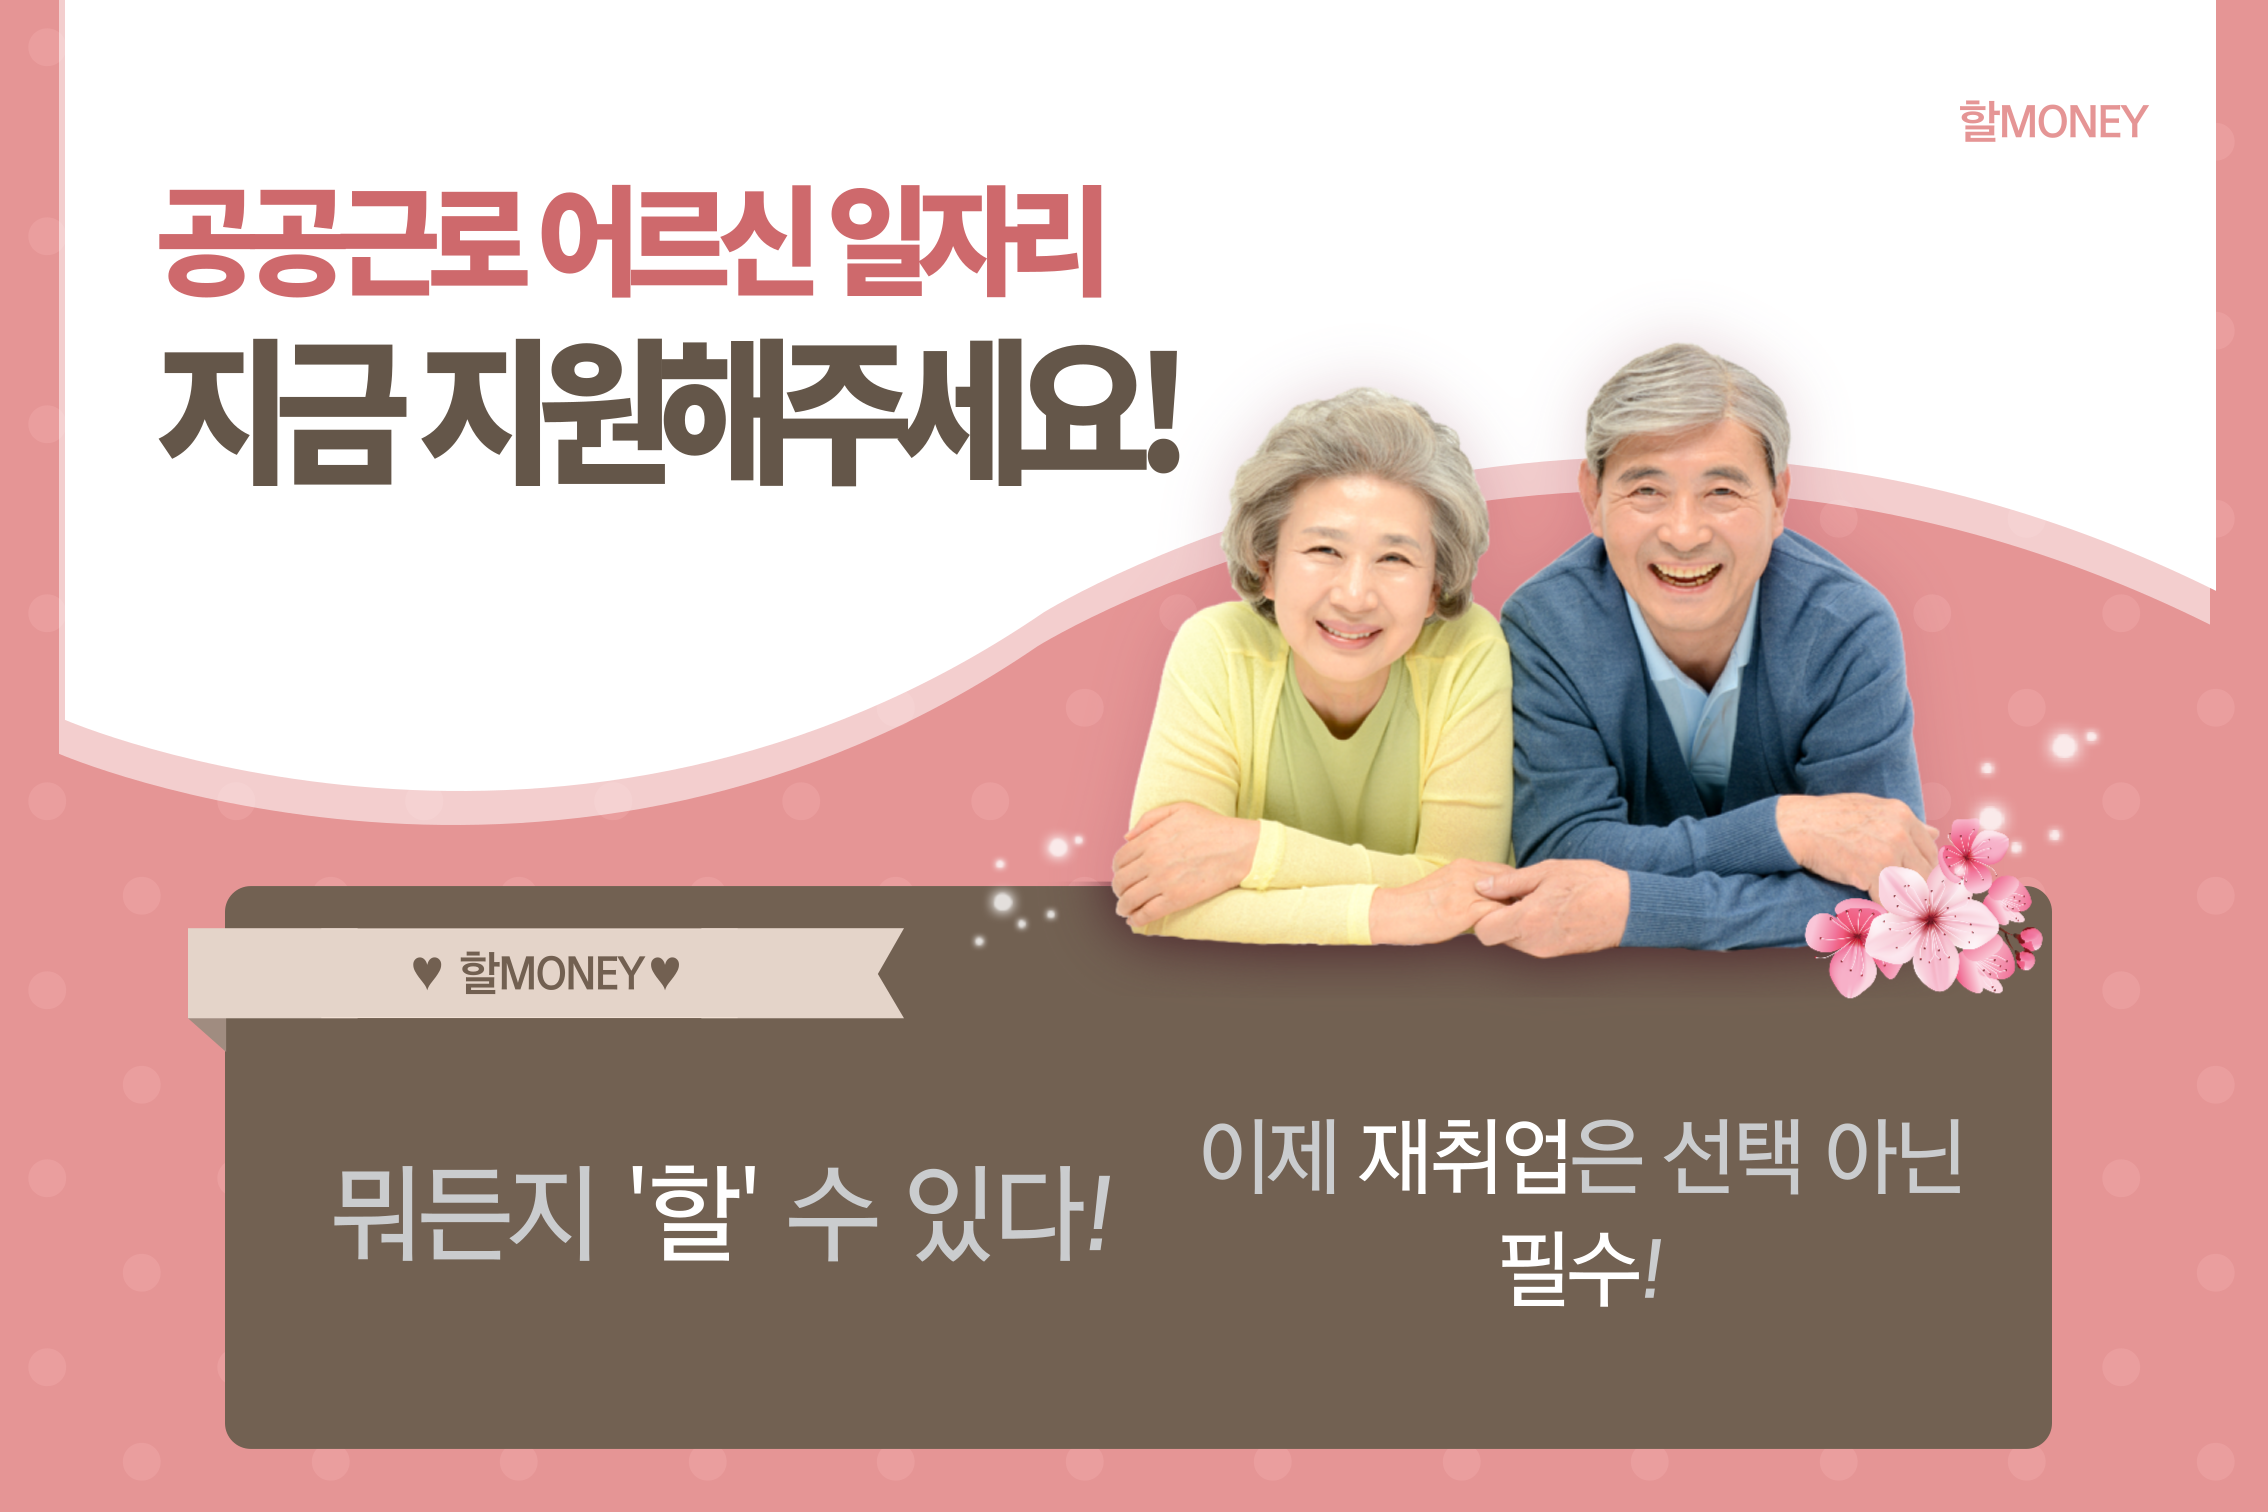 할MONEY
공공근로 어르신 일자리
지금 지원해주세요!
♥ 할MONEY♥
뭐든지 '할' 수 있다!
이제 재취업은 선택 아닌
필수!